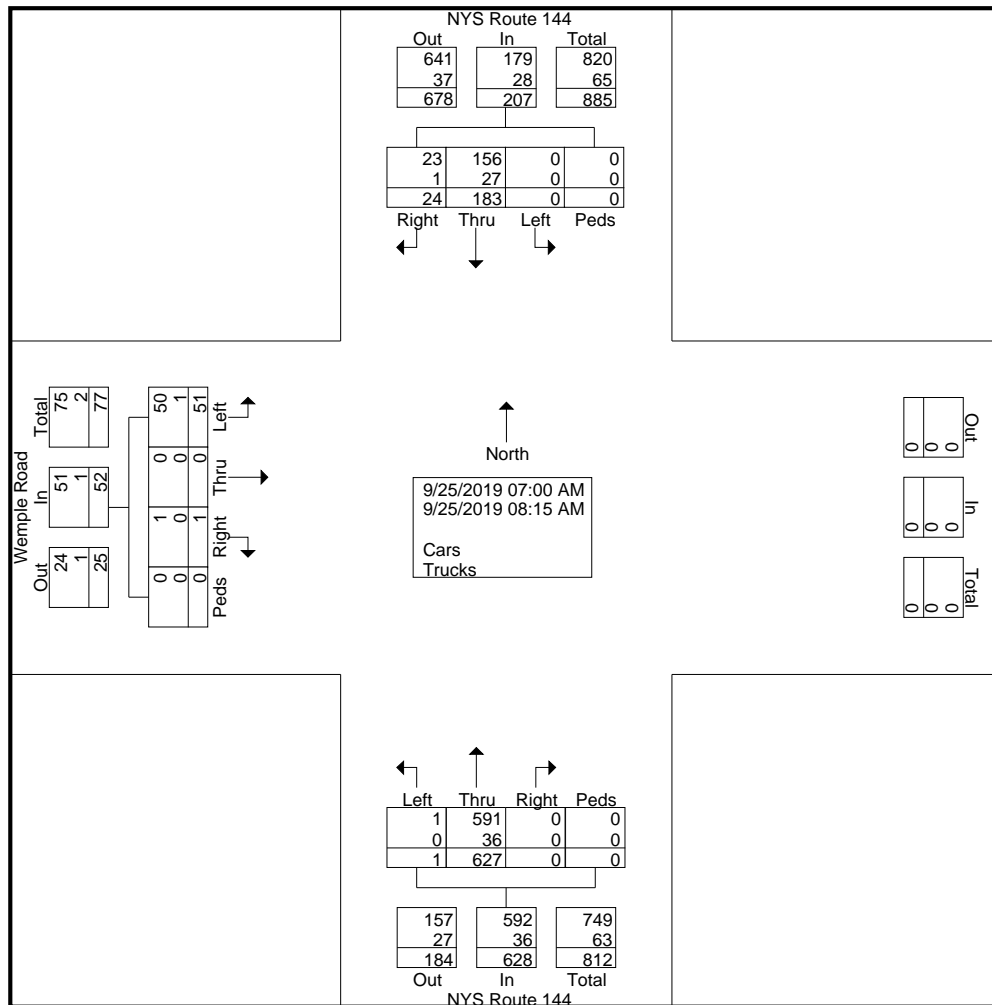 NYS Route 144
Out In Total
641 179 820
37 28 65
678 207 885
23 156 0 0
1 27 0 0
24 183 0 0
Right Thru Left Peds
Wemple Road
Total In Out
75 51 24
2 1 1
77 52 25
50 0 1 0
1 0 0 0
51 0 1 0
Left Thru Right Peds
North
9/25/2019 07:00 AM
9/25/2019 08:15 AM
Cars
Trucks
Out In Total
0 0 0
0 0 0
0 0 0
Left Thru Right Peds
1 591 0 0
0 36 0 0
1 627 0 0
157 592 749
27 36 63
184 628 812
Out In Total
NYS Route 144